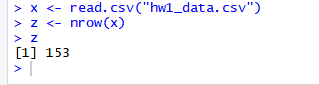 > x <- read.csv("hw1_data.csv")
> z <- nrow(x)
> z
[1] 153
>